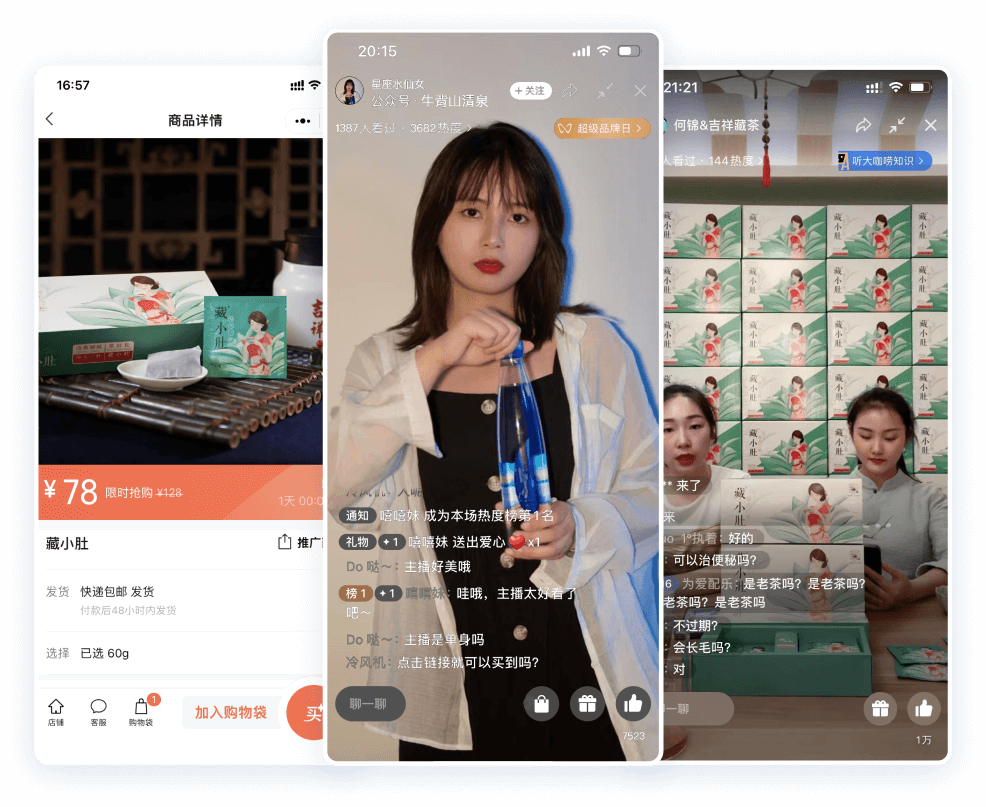 16:57
商品详情
藏小肚
¥78 限时抢购 ¥128
1天 00:0
藏小肚
推广
发货 快递包邮 发货
付款后48小时内发货
选择 已选 60g
店铺
客服
1
购物袋
加入购物袋
买
20:15
星座水仙女
公众号 · 牛背山清泉
+关注
1387人看过 · 3682热度 >
超级品牌日 >
通知 嘻嘻妹 成为本场热度榜第1名
礼物 +1 嘻嘻妹 送出爱心 x1
Do 哒~：主播好美哦
榜1 +1 嘻嘻妹：哇哦，主播太好看了
吧~
Do 哒~：主播是单身吗
冷风机：点击链接就可以买到吗?
聊一聊
7523
21:21
何锦&吉祥藏茶
人看过 · 144热度 >
听大咖唠知识 >
藏小肚
来了
来
1°执着：好的
：可以治便秘吗?
6 为爱配乐：是老茶吗？是老茶吗?
老茶吗？是老茶吗
：不过期?
：会长毛吗?
：对
一聊
1万